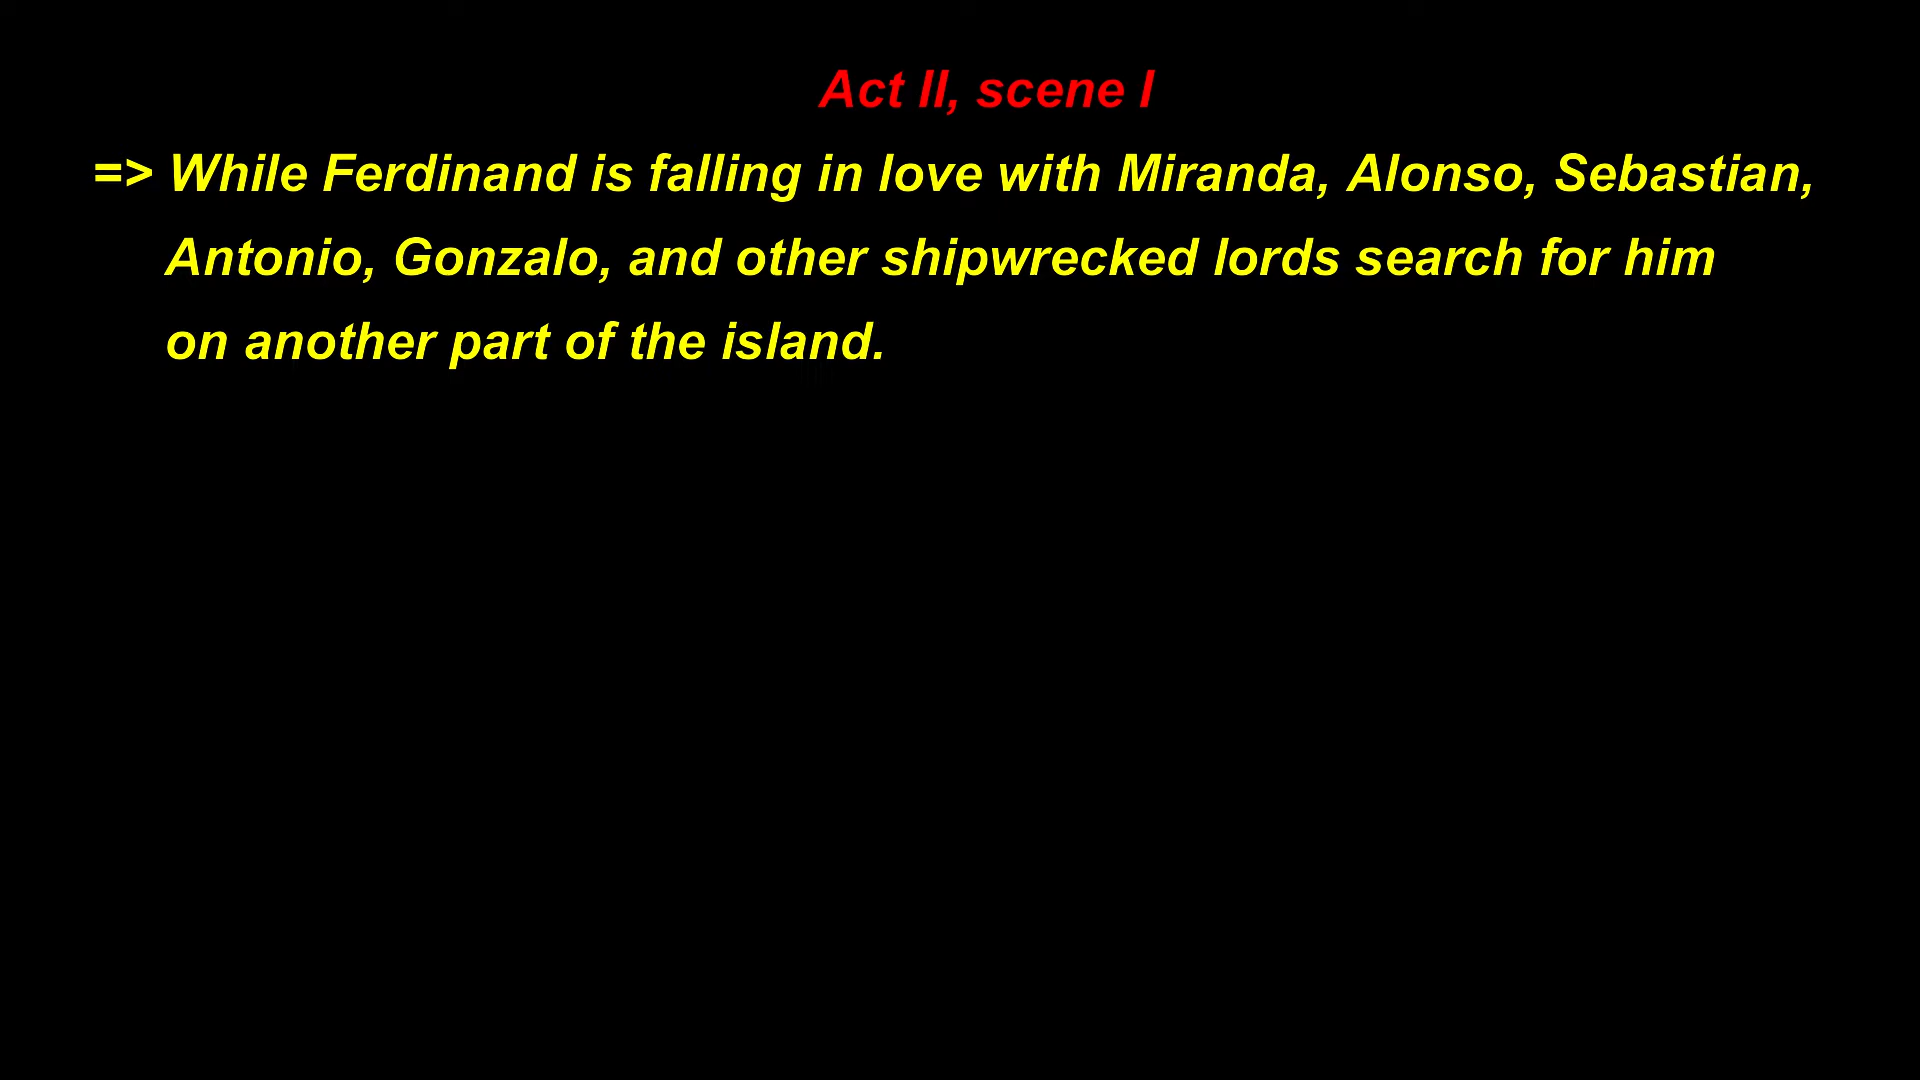 Act II, scene I
=> While Ferdinand is falling in love with Miranda, Alonso, Sebastian,
Antonio, Gonzalo, and other shipwrecked lords search for him
on another part of the island.